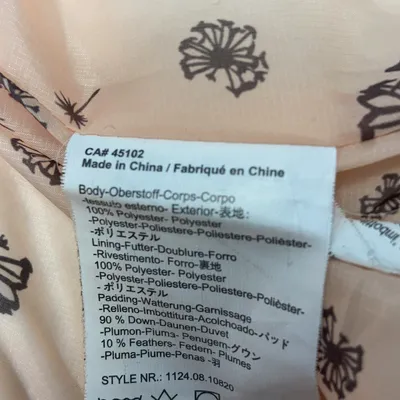 CA# 45102
Made in China / Fabriqué en Chine
Body-Oberstoff-Corps-Corpo
-tessuto esterno- Exterior-表地:
100% Polyester- Polyester
-Polyester-Poliestere-Poliestere-Poliéster-
- ポリエステル
Lining-Futter-Doublure-Forro
-Rivestimento- Forro-裏地
100% Polyester- Polyester
-Polyester-Poliestere-Poliestere-Poliéster-
- ポリエステル
Padding-Watterung-Garnissage
-Relleno-Imbottitura-Acolchoado-パッド
90 % Down-Daunen-Duvet
-Plumon-Piuma- Penugem-グウン
10 % Feathers- Federn- Plumes
-Pluma-Piume-Penas -羽
STYLE NR.: 1124.08.10820